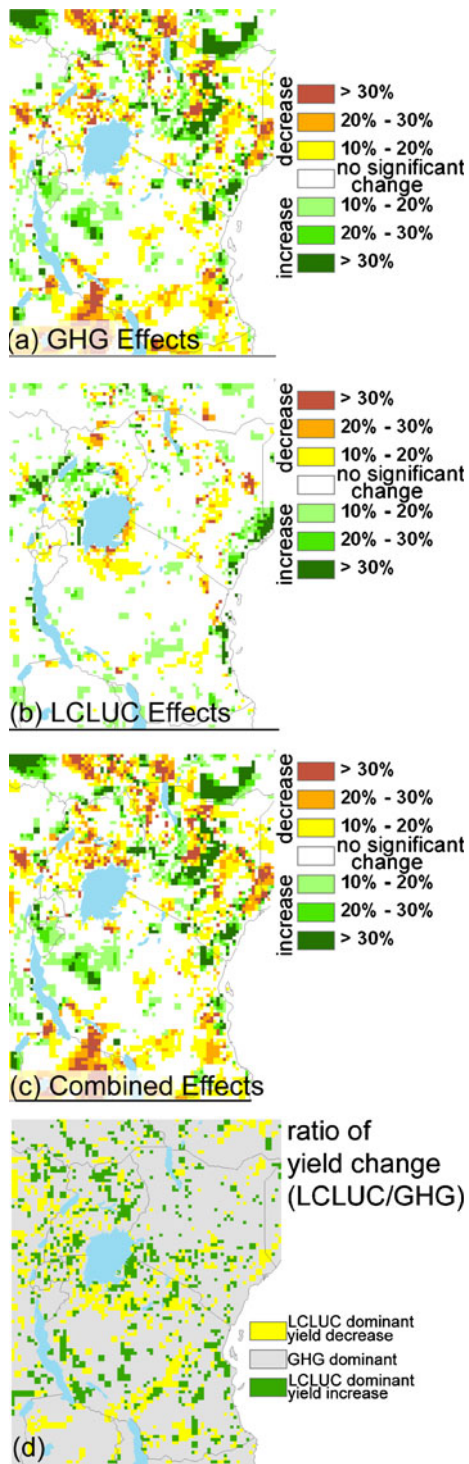 decrease
> 30%
20% - 30%
10% - 20%
no significant
change
increase
10% - 20%
20% - 30%
> 30%
(a) GHG Effects
decrease
> 30%
20% - 30%
10% - 20%
no significant
change
increase
10% - 20%
20% - 30%
> 30%
(b) LCLUC Effects
decrease
> 30%
20% - 30%
10% - 20%
no significant
change
increase
10% - 20%
20% - 30%
> 30%
(c) Combined Effects
ratio of
yield change
(LCLUC/GHG)
LCLUC dominant
yield decrease
GHG dominant
LCLUC dominant
yield increase
(d)